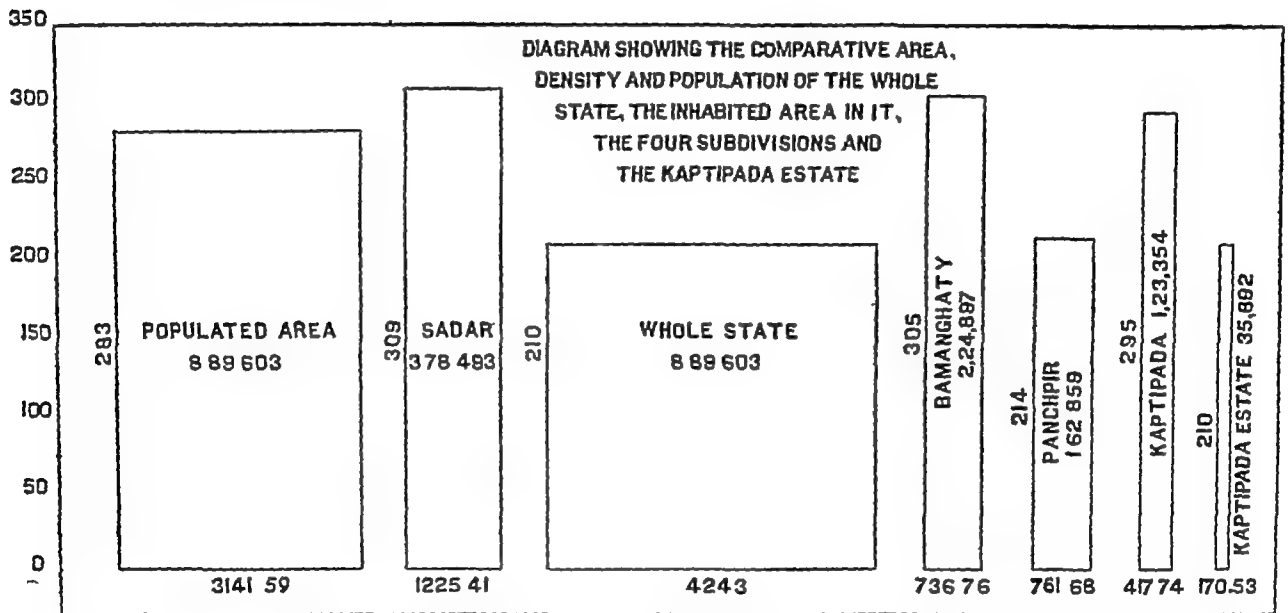 DIAGRAM SHOWING THE COMPARATIVE AREA,
DENSITY AND POPULATION OF THE WHOLE
STATE, THE INHABITED AREA IN IT,
THE FOUR SUBDIVISIONS AND
THE KAPTIPADA ESTATE
350
300
250
200
150
100
50
0
283
POPULATED AREA
8 89 603
3141 59
309
SADAR
378 493
1225 41
210
WHOLE STATE
8 89 603
4243
305
BAMANGHATY
2,24,897
736 76
214
PANCHPIR
162 859
761 68
295
KAPTIPADA 1,23,354
417 74
210
KAPTIPADA ESTATE 35,892
170.53